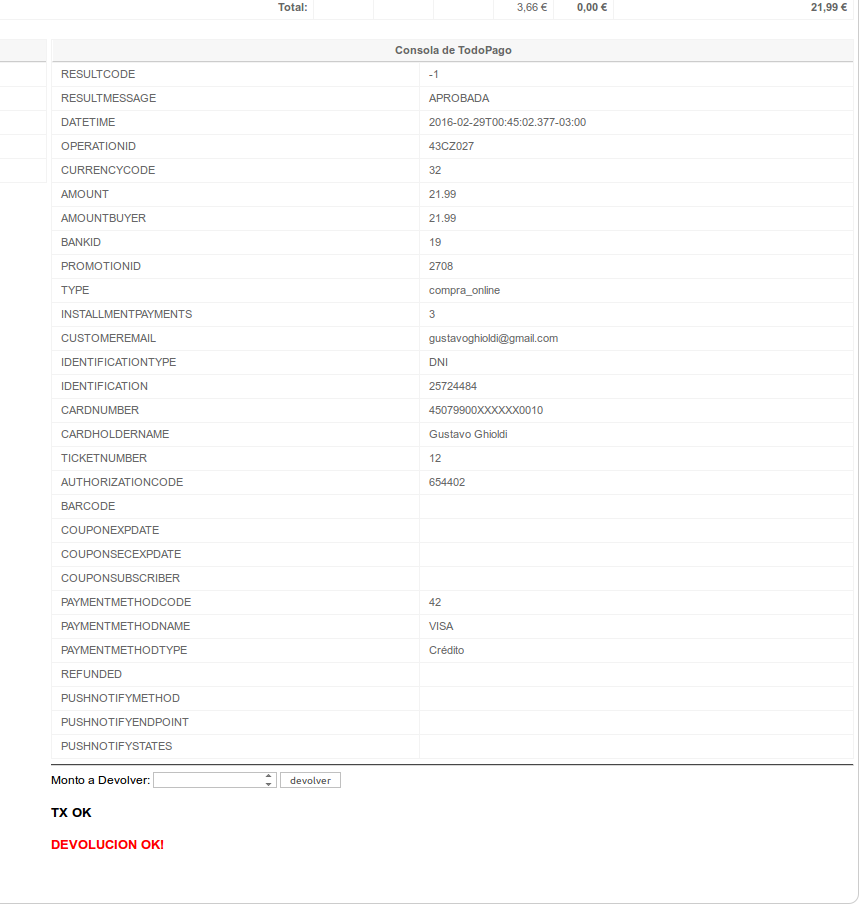 Total: 3,66 € 0,00 € 21,99 €
Consola de TodoPago
RESULTCODE -1
RESULTMESSAGE APROBADA
DATETIME 2016-02-29T00:45:02.377-03:00
OPERATIONID 43CZ027
CURRENCYCODE 32
AMOUNT 21.99
AMOUNTBUYER 21.99
BANKID 19
PROMOTIONID 2708
TYPE compra_online
INSTALLMENTPAYMENTS 3
CUSTOMEREMAIL gustavoghioldi@gmail.com
IDENTIFICATIONTYPE DNI
IDENTIFICATION 25724484
CARDNUMBER 45079900XXXXXX0010
CARDHOLDERNAME Gustavo Ghioldi
TICKETNUMBER 12
AUTHORIZATIONCODE 654402
BARCODE
COUPONEXPDATE
COUPONSECEXPDATE
COUPONSUBSCRIBER
PAYMENTMETHODCODE 42
PAYMENTMETHODNAME VISA
PAYMENTMETHODTYPE Crédito
REFUNDED
PUSHNOTIFYMETHOD
PUSHNOTIFYENDPOINT
PUSHNOTIFYSTATES
Monto a Devolver: devolver
TX OK
DEVOLUCION OK!